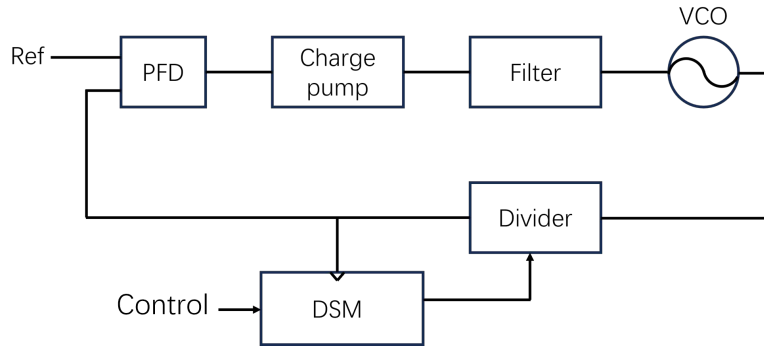 VCO
Ref
PFD
Charge
pump
Filter
Divider
Control
DSM